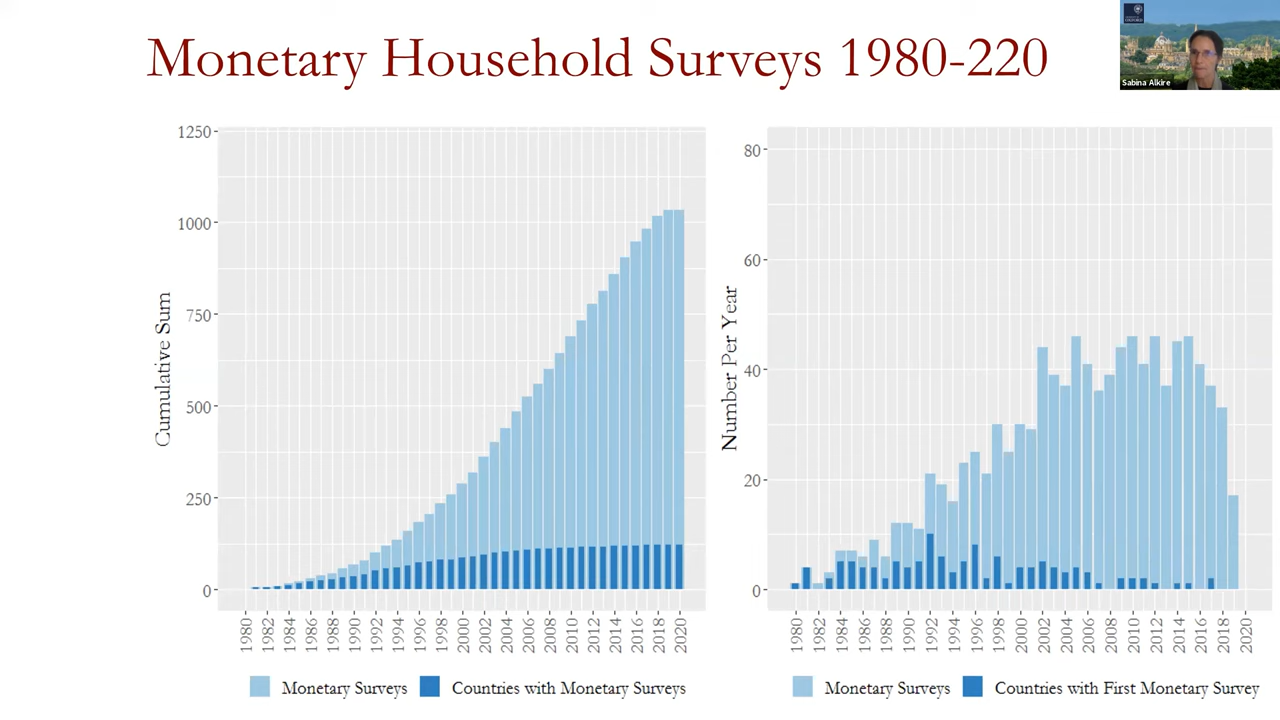 Monetary Household Surveys 1980-220
Sabina Alkire
Cumulative Sum
1250
1000
750
500
250
0
1980 1982 1984 1986 1988 1990 1992 1994 1996 1998 2000 2002 2004 2006 2008 2010 2012 2014 2016 2018 2020
Monetary Surveys
Countries with Monetary Surveys
Number Per Year
80
60
40
20
0
1980 1982 1984 1986 1988 1990 1992 1994 1996 1998 2000 2002 2004 2006 2008 2010 2012 2014 2016 2018 2020
Monetary Surveys
Countries with First Monetary Survey